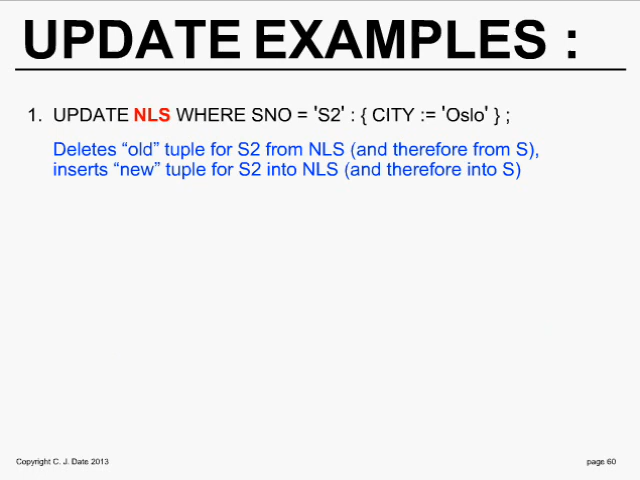 UPDATE EXAMPLES :
1. UPDATE NLS WHERE SNO = 'S2' : { CITY := 'Oslo' } ;
Deletes “old” tuple for S2 from NLS (and therefore from S),
inserts “new” tuple for S2 into NLS (and therefore into S)
Copyright C. J. Date 2013 page 60